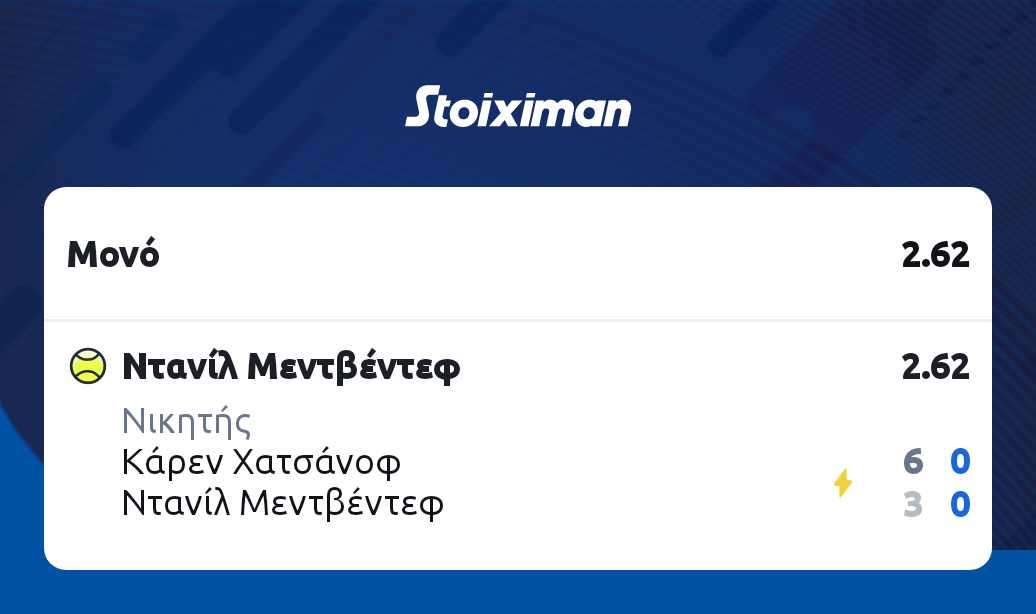 Stoiximan
Μονό 2.62
Ντανίλ Μεντβέντεφ 2.62
Νικητής
Κάρεν Χατσάνοφ 6 0
Ντανίλ Μεντβέντεφ 3 0